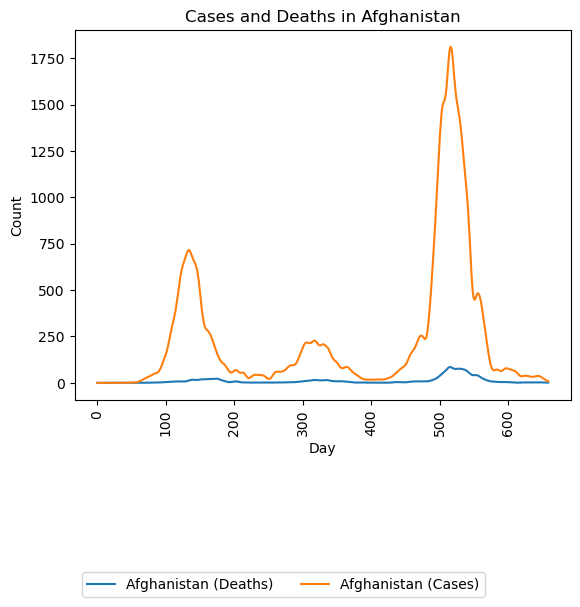 Cases and Deaths in Afghanistan
1750
1500
1250
1000
750
500
250
0
Count
0 100 200 300 400 500 600
Day
Afghanistan (Deaths) Afghanistan (Cases)